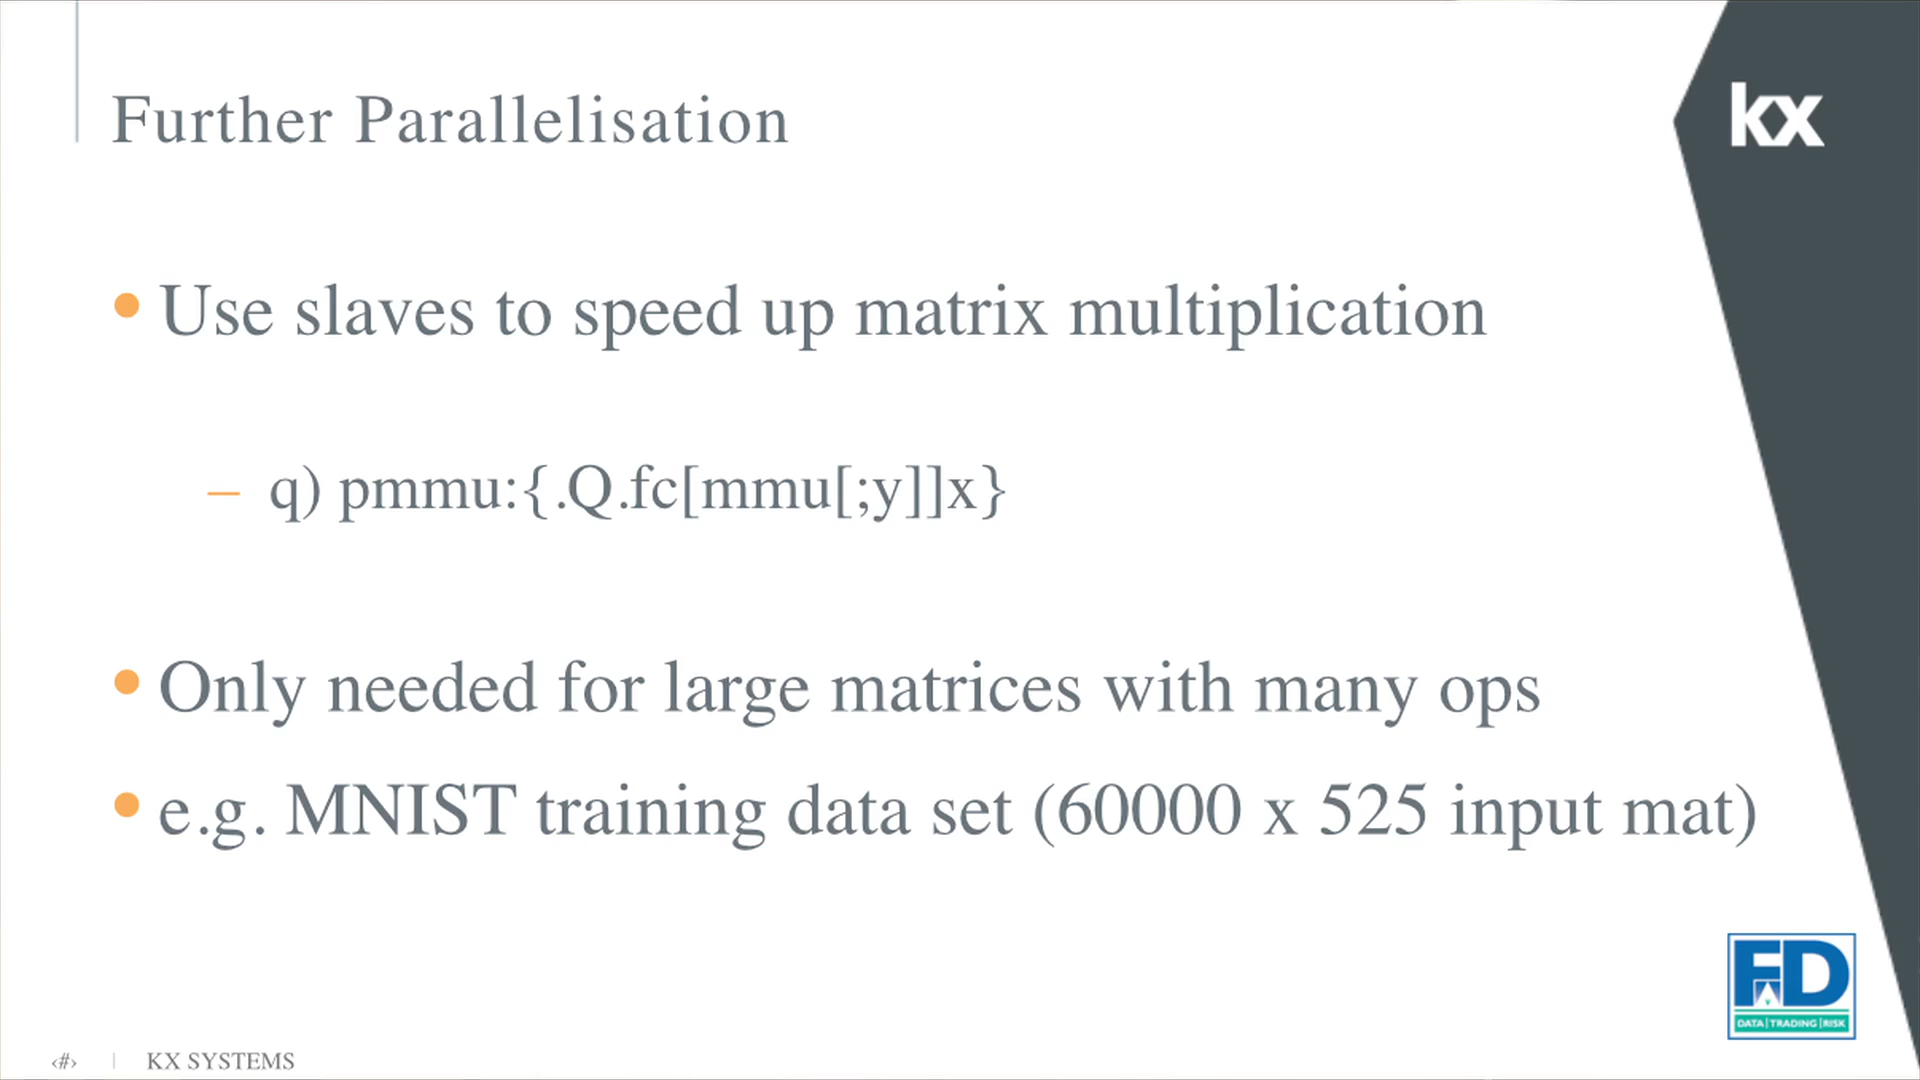 Further Parallelisation
kx
• Use slaves to speed up matrix multiplication
– q) pmmu:{.Q.fc[mmu[;y]]x}
• Only needed for large matrices with many ops
• e.g. MNIST training data set (60000 x 525 input mat)
FD
DATA|TRADING|RISK
‹#› | KX SYSTEMS